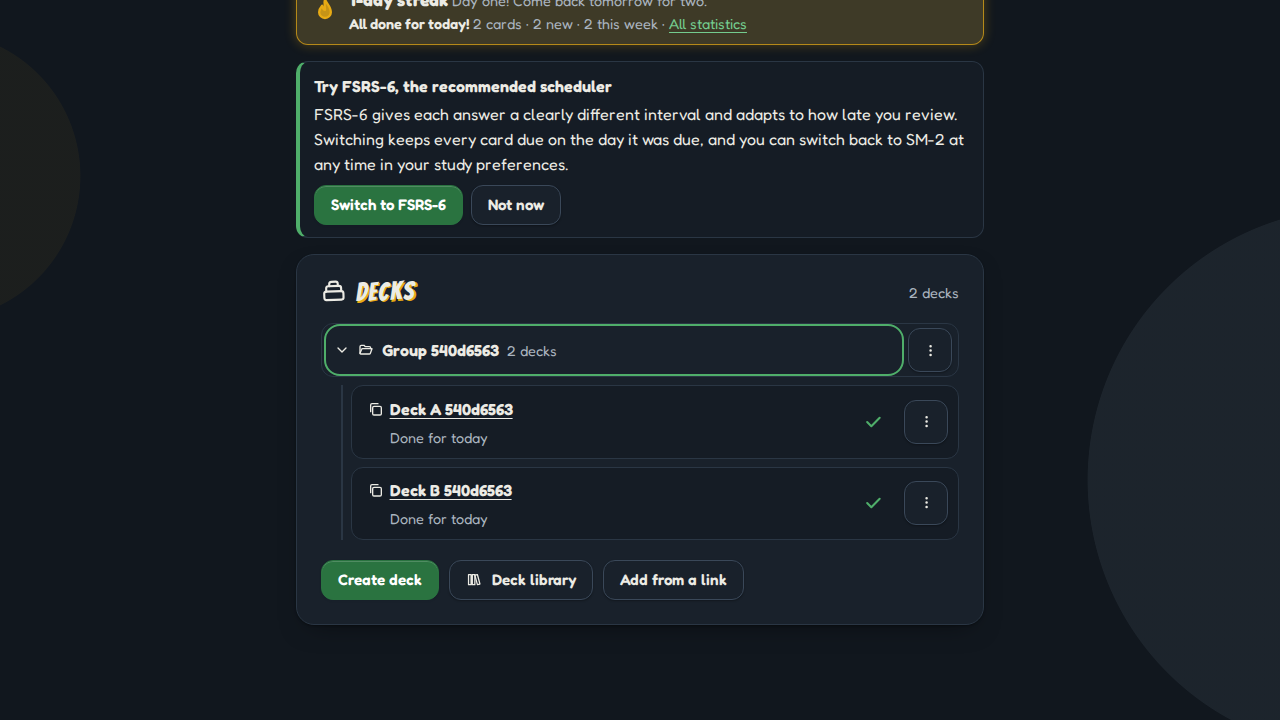 1-day streak Day one! Come back tomorrow for two.
All done for today! 2 cards · 2 new · 2 this week · All statistics
Try FSRS-6, the recommended scheduler
FSRS-6 gives each answer a clearly different interval and adapts to how late you review.
Switching keeps every card due on the day it was due, and you can switch back to SM-2 at
any time in your study preferences.
Switch to FSRS-6 Not now
DECKS 2 decks
Group 540d6563 2 decks
Deck A 540d6563
Done for today
Deck B 540d6563
Done for today
Create deck Deck library Add from a link